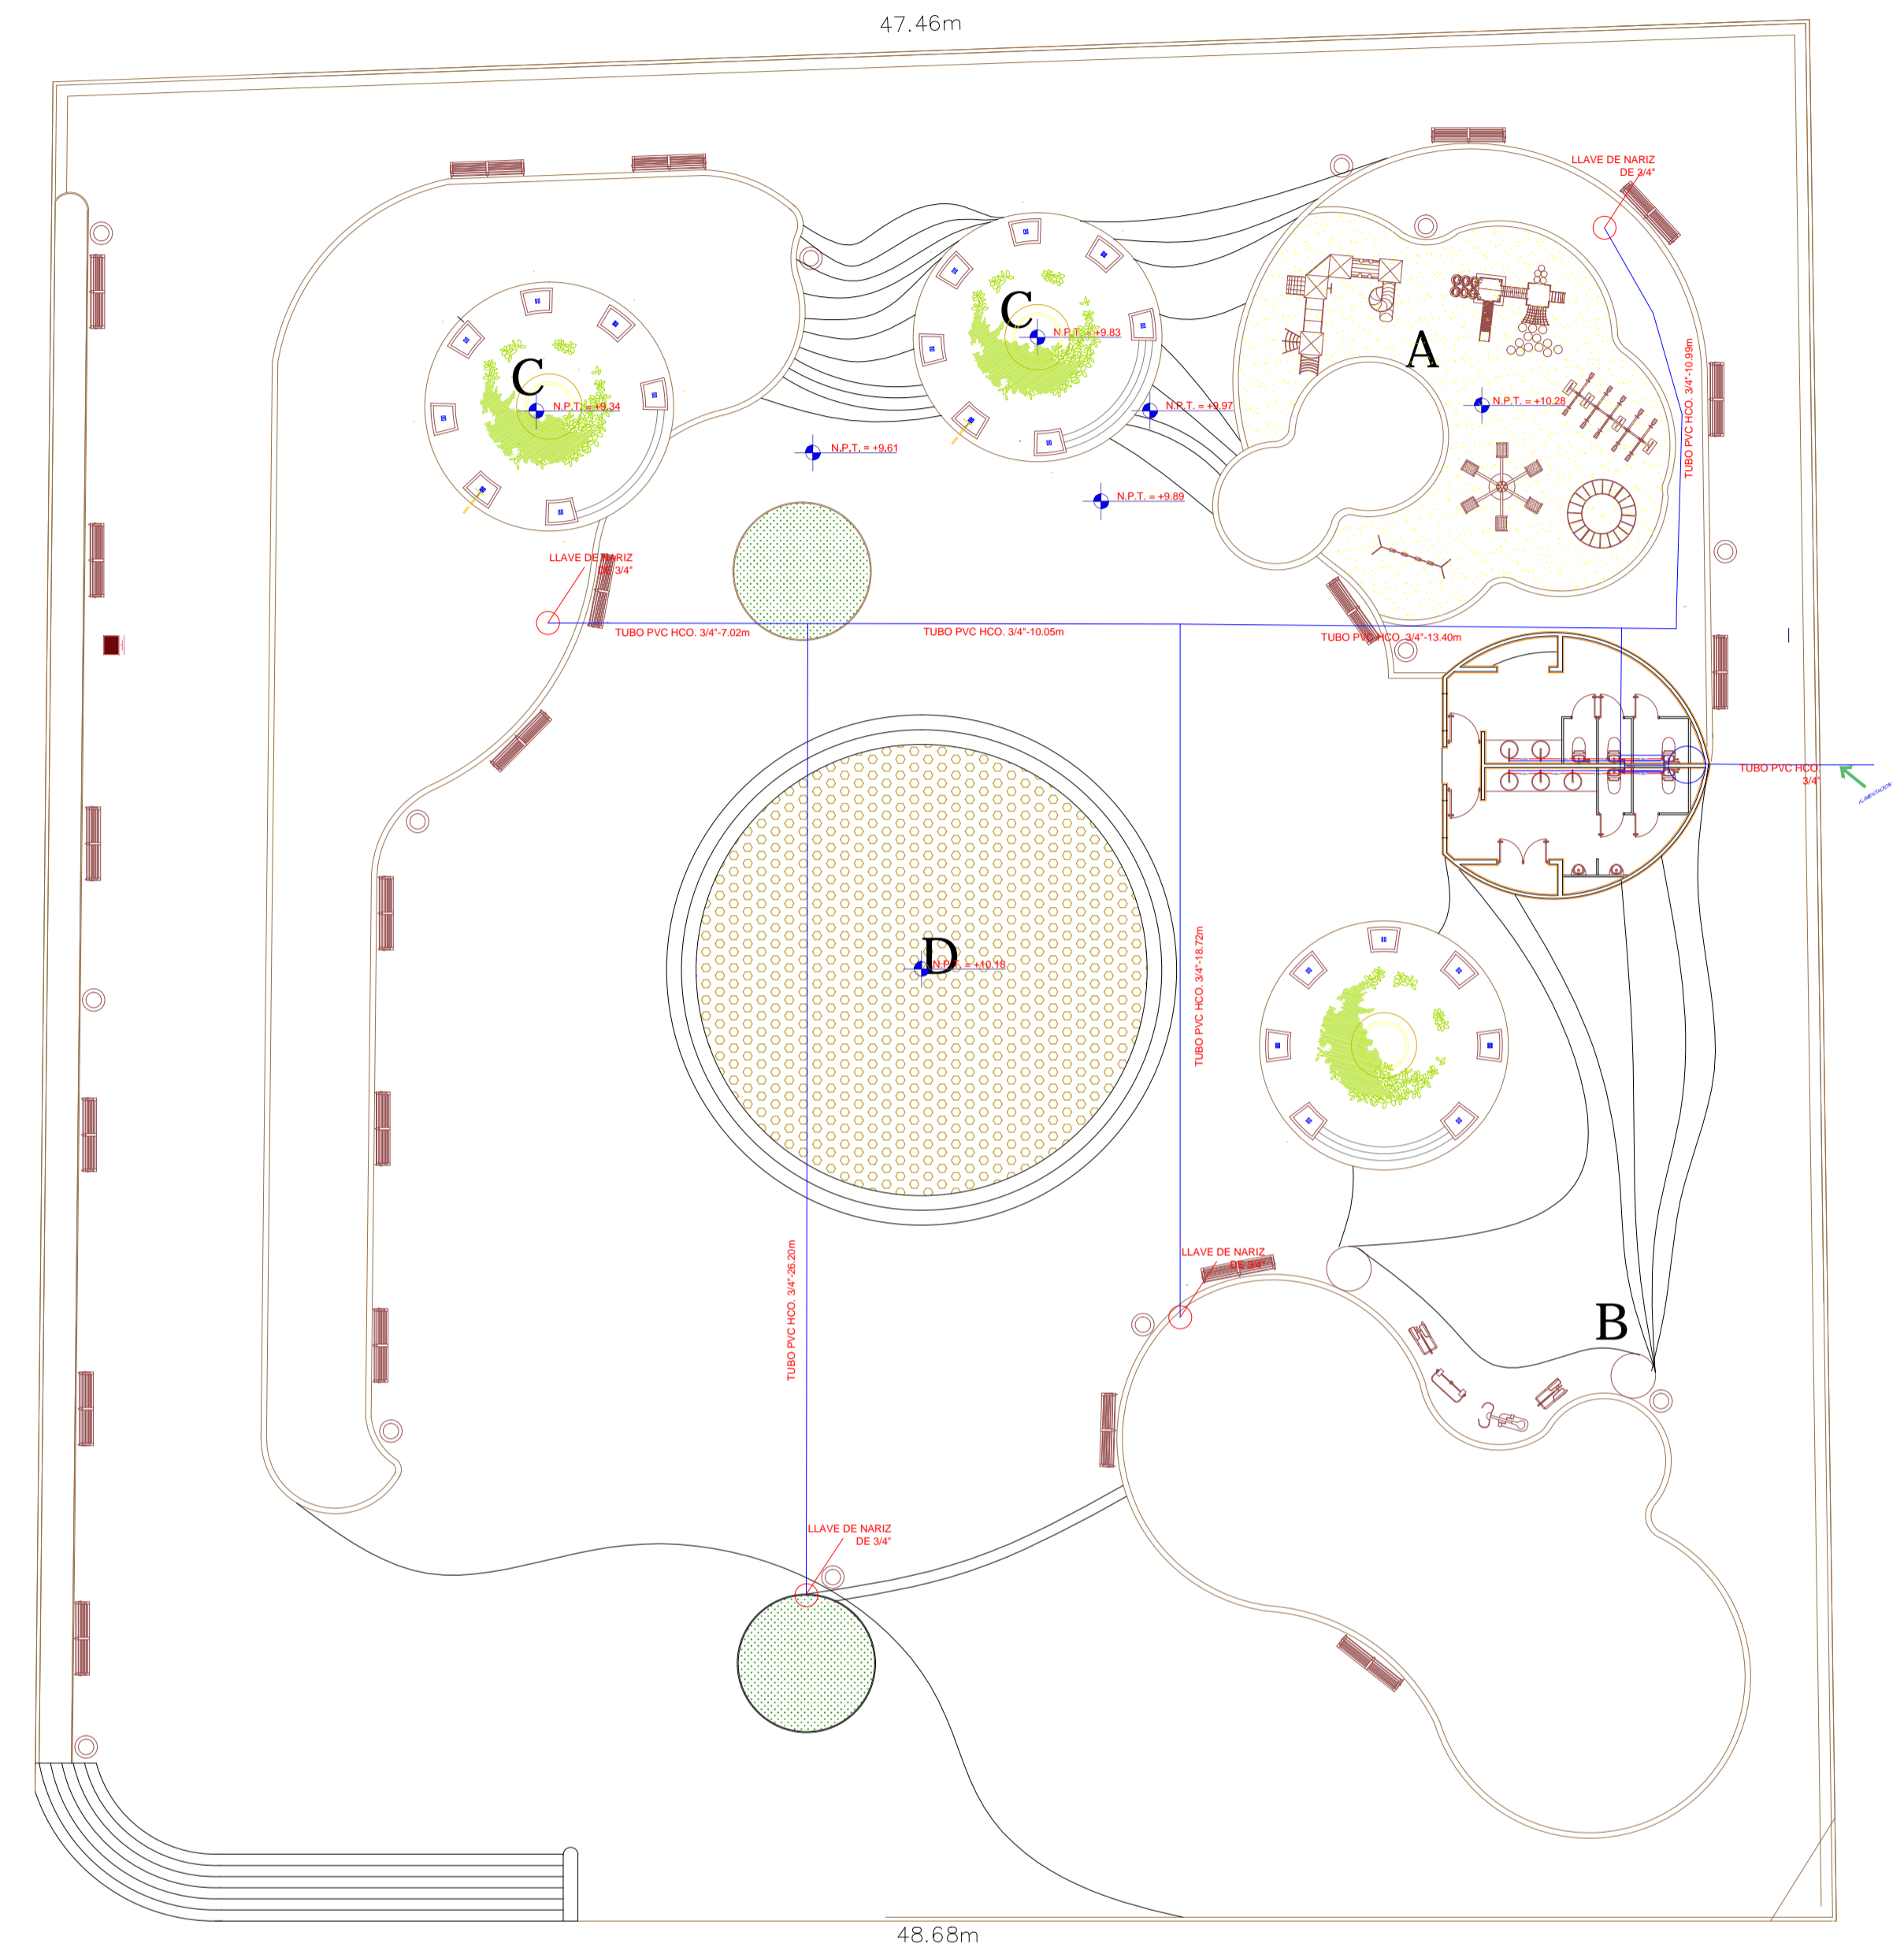 47.46m
LLAVE DE NARIZ
DE 3/4"
C
N.P.T. = +9.83
A
C
N.P.T. = +9.34
N.P.T. = +9.97
N.P.T. = +10.28
TUBO PVC HCO. 3/4"-10.99m
N.P.T. = +9.61
N.P.T. = +9.89
LLAVE DE NARIZ
DE 3/4"
TUBO PVC HCO. 3/4"-7.02m
TUBO PVC HCO. 3/4"-10.05m
TUBO PVC HCO. 3/4"-13.40m
TUBO PVC HCO.
3/4"
ALIMENTACION
D
N.P.T. = +10.18
TUBO PVC HCO. 3/4"-18.72m
LLAVE DE NARIZ
DE 3/4"
TUBO PVC HCO. 3/4"-26.20m
B
LLAVE DE NARIZ
DE 3/4"
48.68m